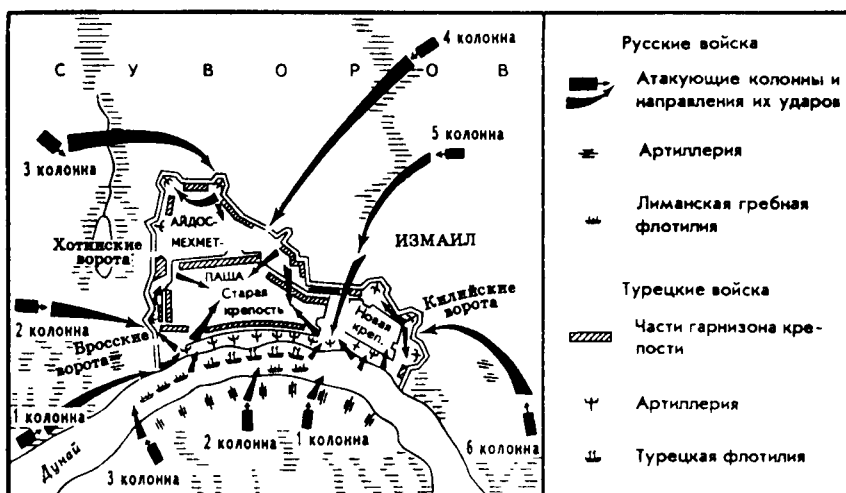 С У В О Р О В
4 колонна
5 колонна
3 колонна
АЙДОС-
МЕХМЕТ-
ПАША
ИЗМАИЛ
Хотинские
ворота
Старая
крепость
Новая
креп.
Килийские
ворота
2 колонна
Бросские
ворота
1 колонна
2 колонна
1 колонна
3 колонна
6 колонна
Дунай
Русские войска
Атакующие колонны и
направления их ударов
Артиллерия
Лиманская гребная
флотилия
Турецкие войска
Части гарнизона кре-
пости
Артиллерия
Турецкая флотилия